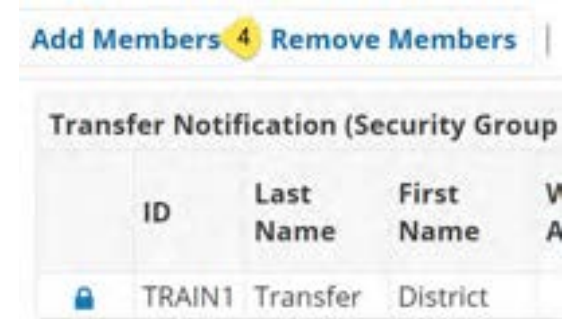 Add Members 4 Remove Members |
Transfer Notification (Security Group
ID Last Name First Name
TRAIN1 Transfer District